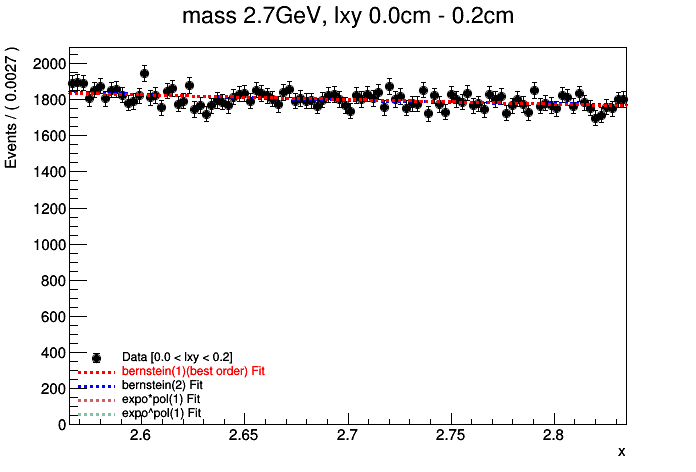 mass 2.7GeV, lxy 0.0cm - 0.2cm
Events / ( 0.0027 )
2000
1800
1600
1400
1200
1000
800
600
400
200
0
Data [0.0 < lxy < 0.2]
bernstein(1)(best order) Fit
bernstein(2) Fit
expo*pol(1) Fit
expo^pol(1) Fit
2.6
2.65
2.7
2.75
2.8
x